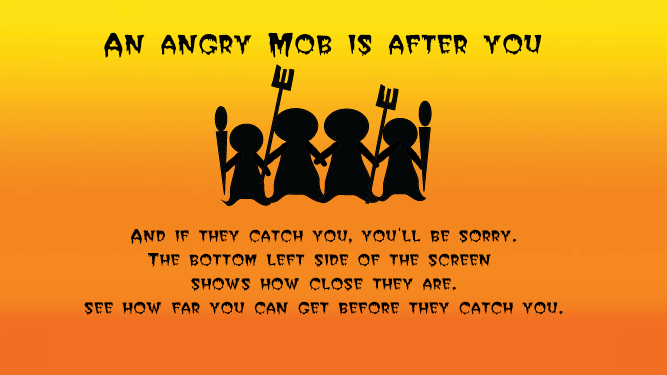 An angry Mob is after you
And if they catch you, you'll be sorry.
The bottom left side of the screen
shows how close they are.
see how far you can get before they catch you.